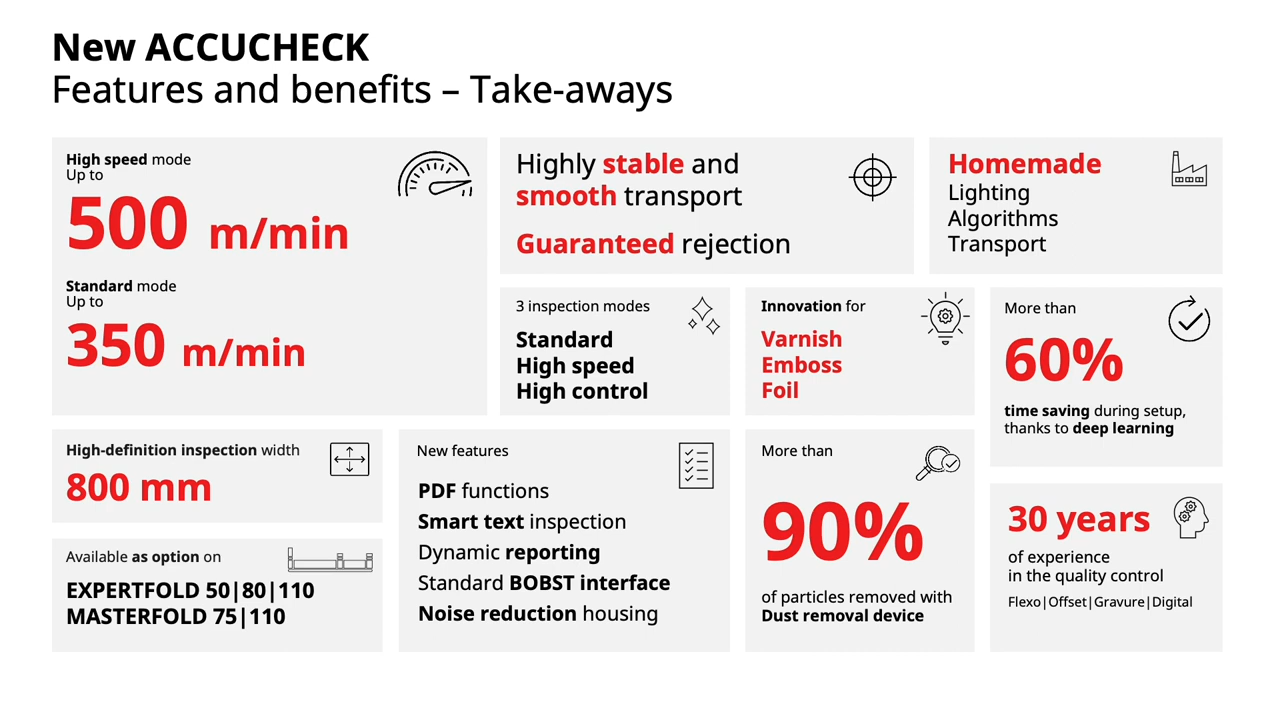 New ACCUCHECK
Features and benefits – Take-aways
High speed mode
Up to
500 m/min
Standard mode
Up to
350 m/min
Highly stable and
smooth transport
Guaranteed rejection
Homemade
Lighting
Algorithms
Transport
3 inspection modes
Standard
High speed
High control
Innovation for
Varnish
Emboss
Foil
More than
60%
time saving during setup,
thanks to deep learning
High-definition inspection width
800 mm
Available as option on
EXPERTFOLD 50|80|110
MASTERFOLD 75|110
New features
PDF functions
Smart text inspection
Dynamic reporting
Standard BOBST interface
Noise reduction housing
More than
90%
of particles removed with
Dust removal device
30 years
of experience
in the quality control
Flexo|Offset|Gravure|Digital